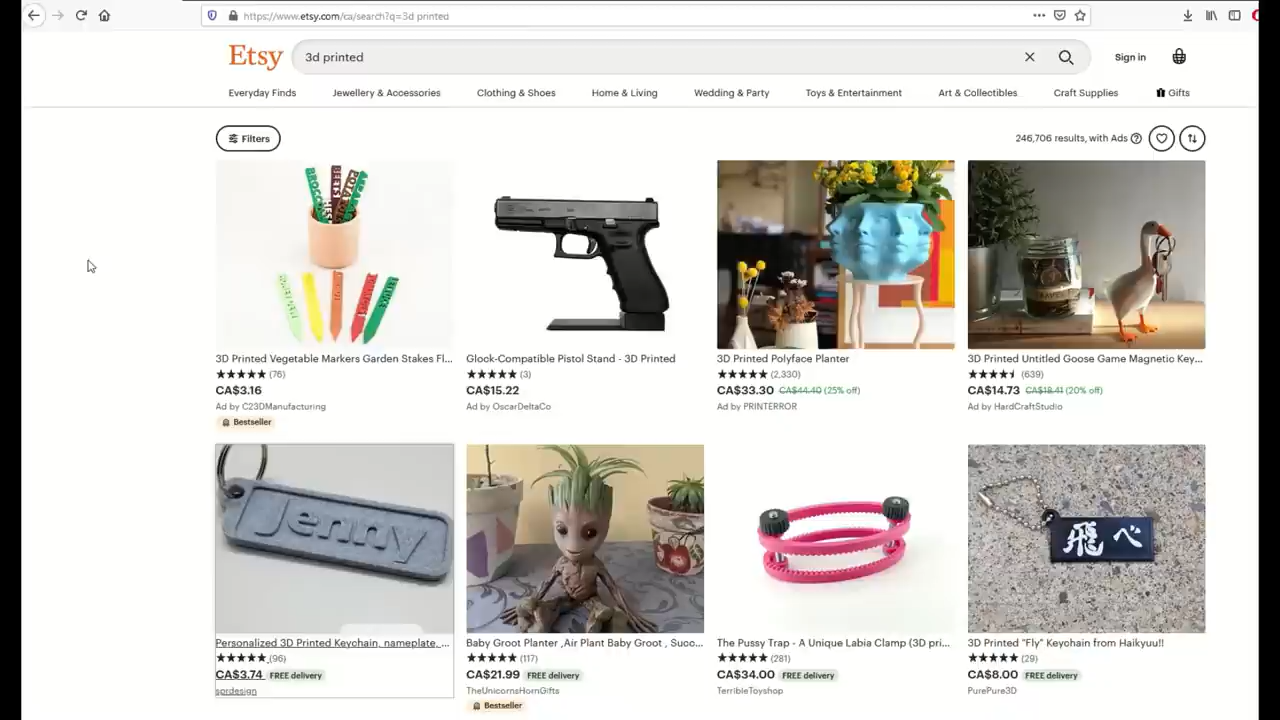 https://www.etsy.com/ca/search?q=3d printed
Etsy
3d printed
Sign in
Everyday Finds
Jewellery & Accessories
Clothing & Shoes
Home & Living
Wedding & Party
Toys & Entertainment
Art & Collectibles
Craft Supplies
Gifts
Filters
246,706 results, with Ads
3D Printed Vegetable Markers Garden Stakes Fl...
(76)
CA$3.16
Ad by C23DManufacturing
Bestseller
Glock-Compatible Pistol Stand - 3D Printed
(3)
CA$15.22
Ad by OscarDeltaCo
3D Printed Polyface Planter
(2,330)
CA$33.30 CA$44.40 (25% off)
Ad by PRINTERROR
3D Printed Untitled Goose Game Magnetic Key...
(639)
CA$14.73 CA$18.41 (20% off)
Ad by HardCraftStudio
Jenny
Personalized 3D Printed Keychain, nameplate, ...
(96)
CA$3.74 FREE delivery
sprdesign
Baby Groot Planter ,Air Plant Baby Groot , Succ...
(117)
CA$21.99 FREE delivery
TheUnicornsHornGifts
Bestseller
The Pussy Trap - A Unique Labia Clamp (3D pri...
(281)
CA$34.00 FREE delivery
TerribleToyshop
飛べ
3D Printed "Fly" Keychain from Haikyuu!!
(29)
CA$8.00 FREE delivery
PurePure3D